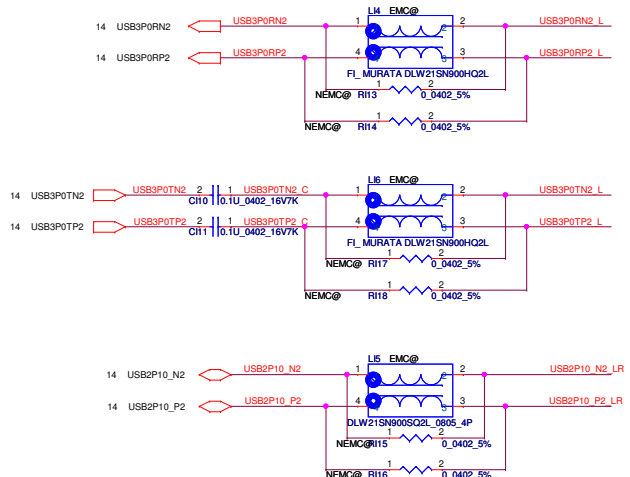 LI4 EMC@
14 USB3P0RN2 USB3P0RN2 1 2 USB3P0RN2_L
14 USB3P0RP2 USB3P0RP2 4 3 USB3P0RP2_L
FI_MURATA DLW21SN900HQ2L
NEMC@ RI13 1 2 0_0402_5%
NEMC@ RI14 1 2 0_0402_5%
LI6 EMC@
14 USB3P0TN2 USB3P0TN2 2 1 USB3P0TN2_C 1 2 USB3P0TN2_L
CI10 0.1U_0402_16V7K
14 USB3P0TP2 USB3P0TP2 2 1 USB3P0TP2_C 4 3 USB3P0TP2_L
CI11 0.1U_0402_16V7K
FI_MURATA DLW21SN900HQ2L
NEMC@ RI17 1 2 0_0402_5%
NEMC@ RI18 1 2 0_0402_5%
LI5 EMC@
14 USB2P10_N2 USB2P10_N2 1 2 USB2P10_N2_LR
14 USB2P10_P2 USB2P10_P2 4 3 USB2P10_P2_LR
DLW21SN900SQ2L_0805_4P
NEMC@ RI15 1 2 0_0402_5%
NEMC@ RI16 1 2 0_0402_5%